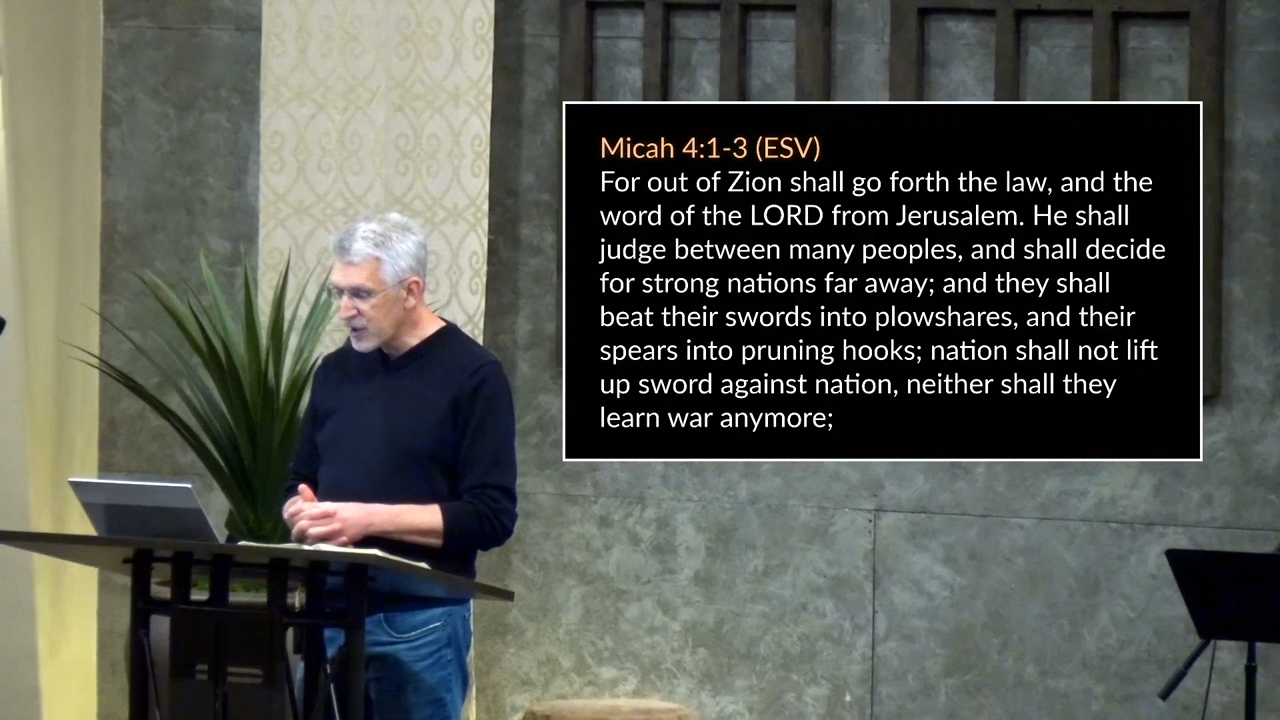 Micah 4:1-3 (ESV)
For out of Zion shall go forth the law, and the
word of the LORD from Jerusalem. He shall
judge between many peoples, and shall decide
for strong nations far away; and they shall
beat their swords into plowshares, and their
spears into pruning hooks; nation shall not lift
up sword against nation, neither shall they
learn war anymore;